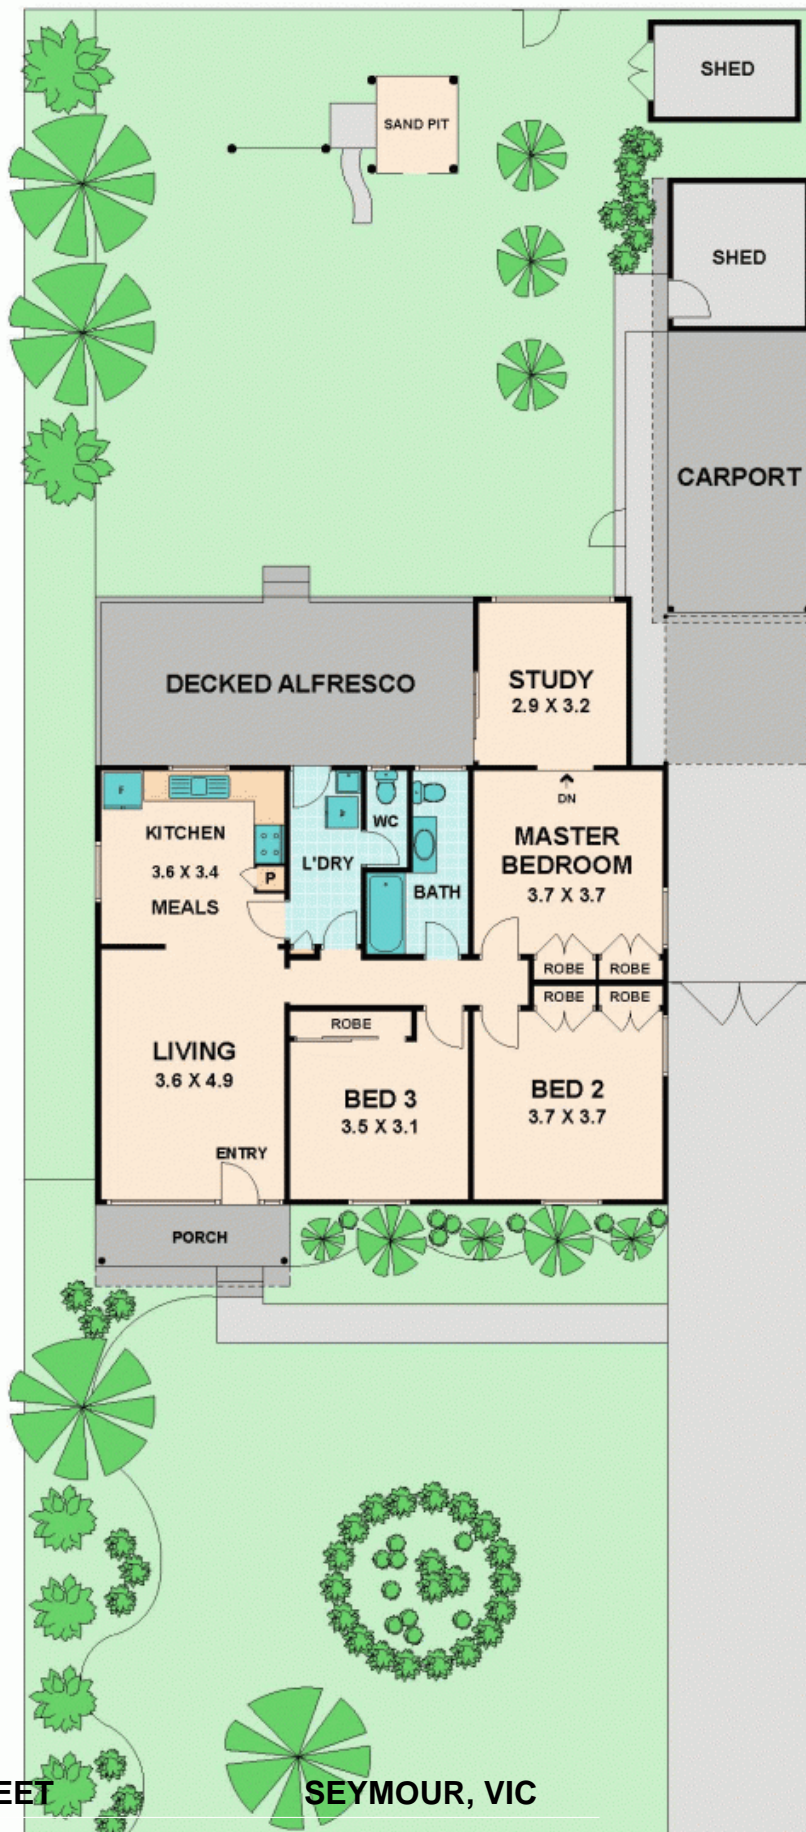 SHED
SAND PIT
SHED
CARPORT
DECKED ALFRESCO
STUDY
2.9 X 3.2
DN
F
KITCHEN
3.6 X 3.4
MEALS
P
L'DRY
WC
BATH
MASTER
BEDROOM
3.7 X 3.7
ROBE
ROBE
ROBE
ROBE
ROBE
LIVING
3.6 X 4.9
ENTRY
BED 3
3.5 X 3.1
BED 2
3.7 X 3.7
PORCH
EET SEYMOUR, VIC